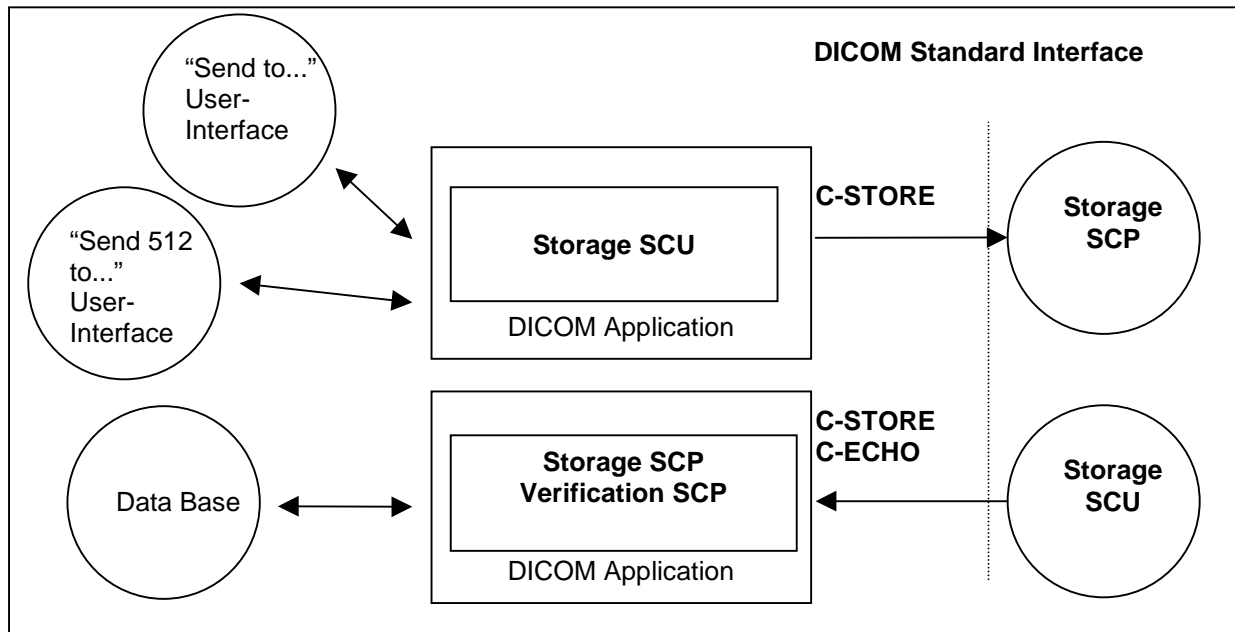 DICOM Standard Interface
“Send to...”
User-
Interface
“Send 512
to...”
User-
Interface
Storage SCU
DICOM Application
C-STORE
Storage
SCP
Data Base
Storage SCP
Verification SCP
DICOM Application
C-STORE
C-ECHO
Storage
SCU